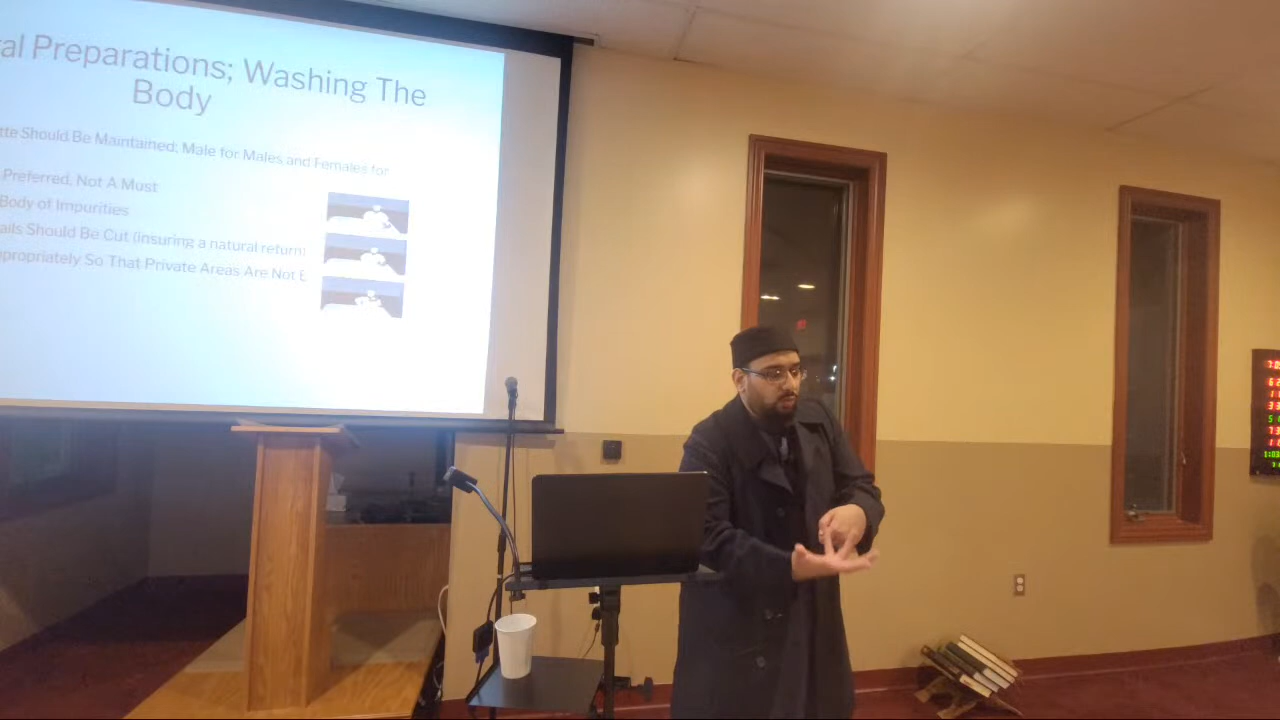 al Preparations; Washing The
Body
tte Should Be Maintained; Male for Males and Females for
Preferred, Not A Must
Body of Impurities
ails Should Be Cut (insuring a natural return)
ppropriately So That Private Areas Are Not E